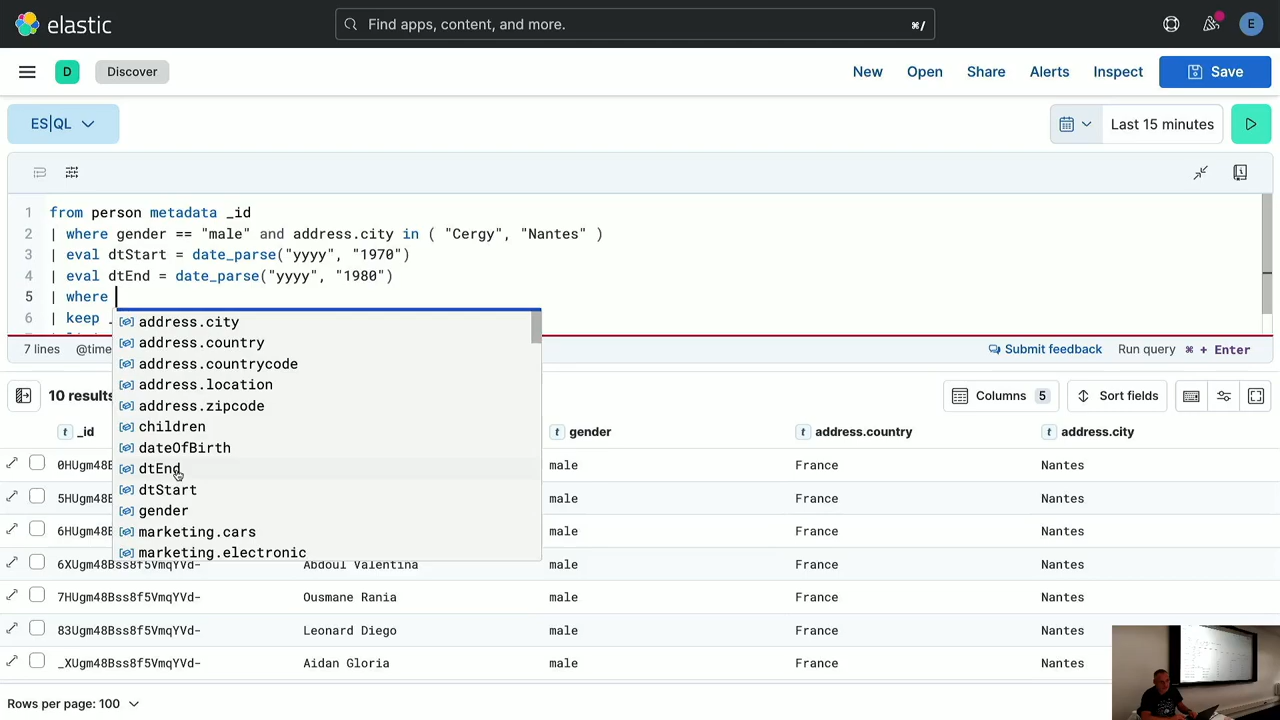 elastic
Find apps, content, and more.
⌘/
E
D
Discover
New
Open
Share
Alerts
Inspect
Save
ES|QL
Last 15 minutes
1 from person metadata _id
2 | where gender == "male" and address.city in ( "Cergy", "Nantes" )
3 | eval dtStart = date_parse("yyyy", "1970")
4 | eval dtEnd = date_parse("yyyy", "1980")
5 | where
6 | keep
address.city
address.country
address.countrycode
address.location
address.zipcode
children
dateOfBirth
dtEnd
dtStart
gender
marketing.cars
marketing.electronic
7 lines
@time
Submit feedback
Run query ⌘ + Enter
10 results
Columns 5
Sort fields
t _id
t gender
t address.country
t address.city
0HUgm48B
male
France
Nantes
5HUgm48B
male
France
Nantes
6HUgm48B
male
France
Nantes
6XUgm48Bss8f5VmqYVd-
Abdoul Valentina
male
France
Nantes
7HUgm48Bss8f5VmqYVd-
Ousmane Rania
male
France
Nantes
83Ugm48Bss8f5VmqYVd-
Leonard Diego
male
France
Nantes
_XUgm48Bss8f5VmqYVd-
Aidan Gloria
male
France
Nantes
Rows per page: 100